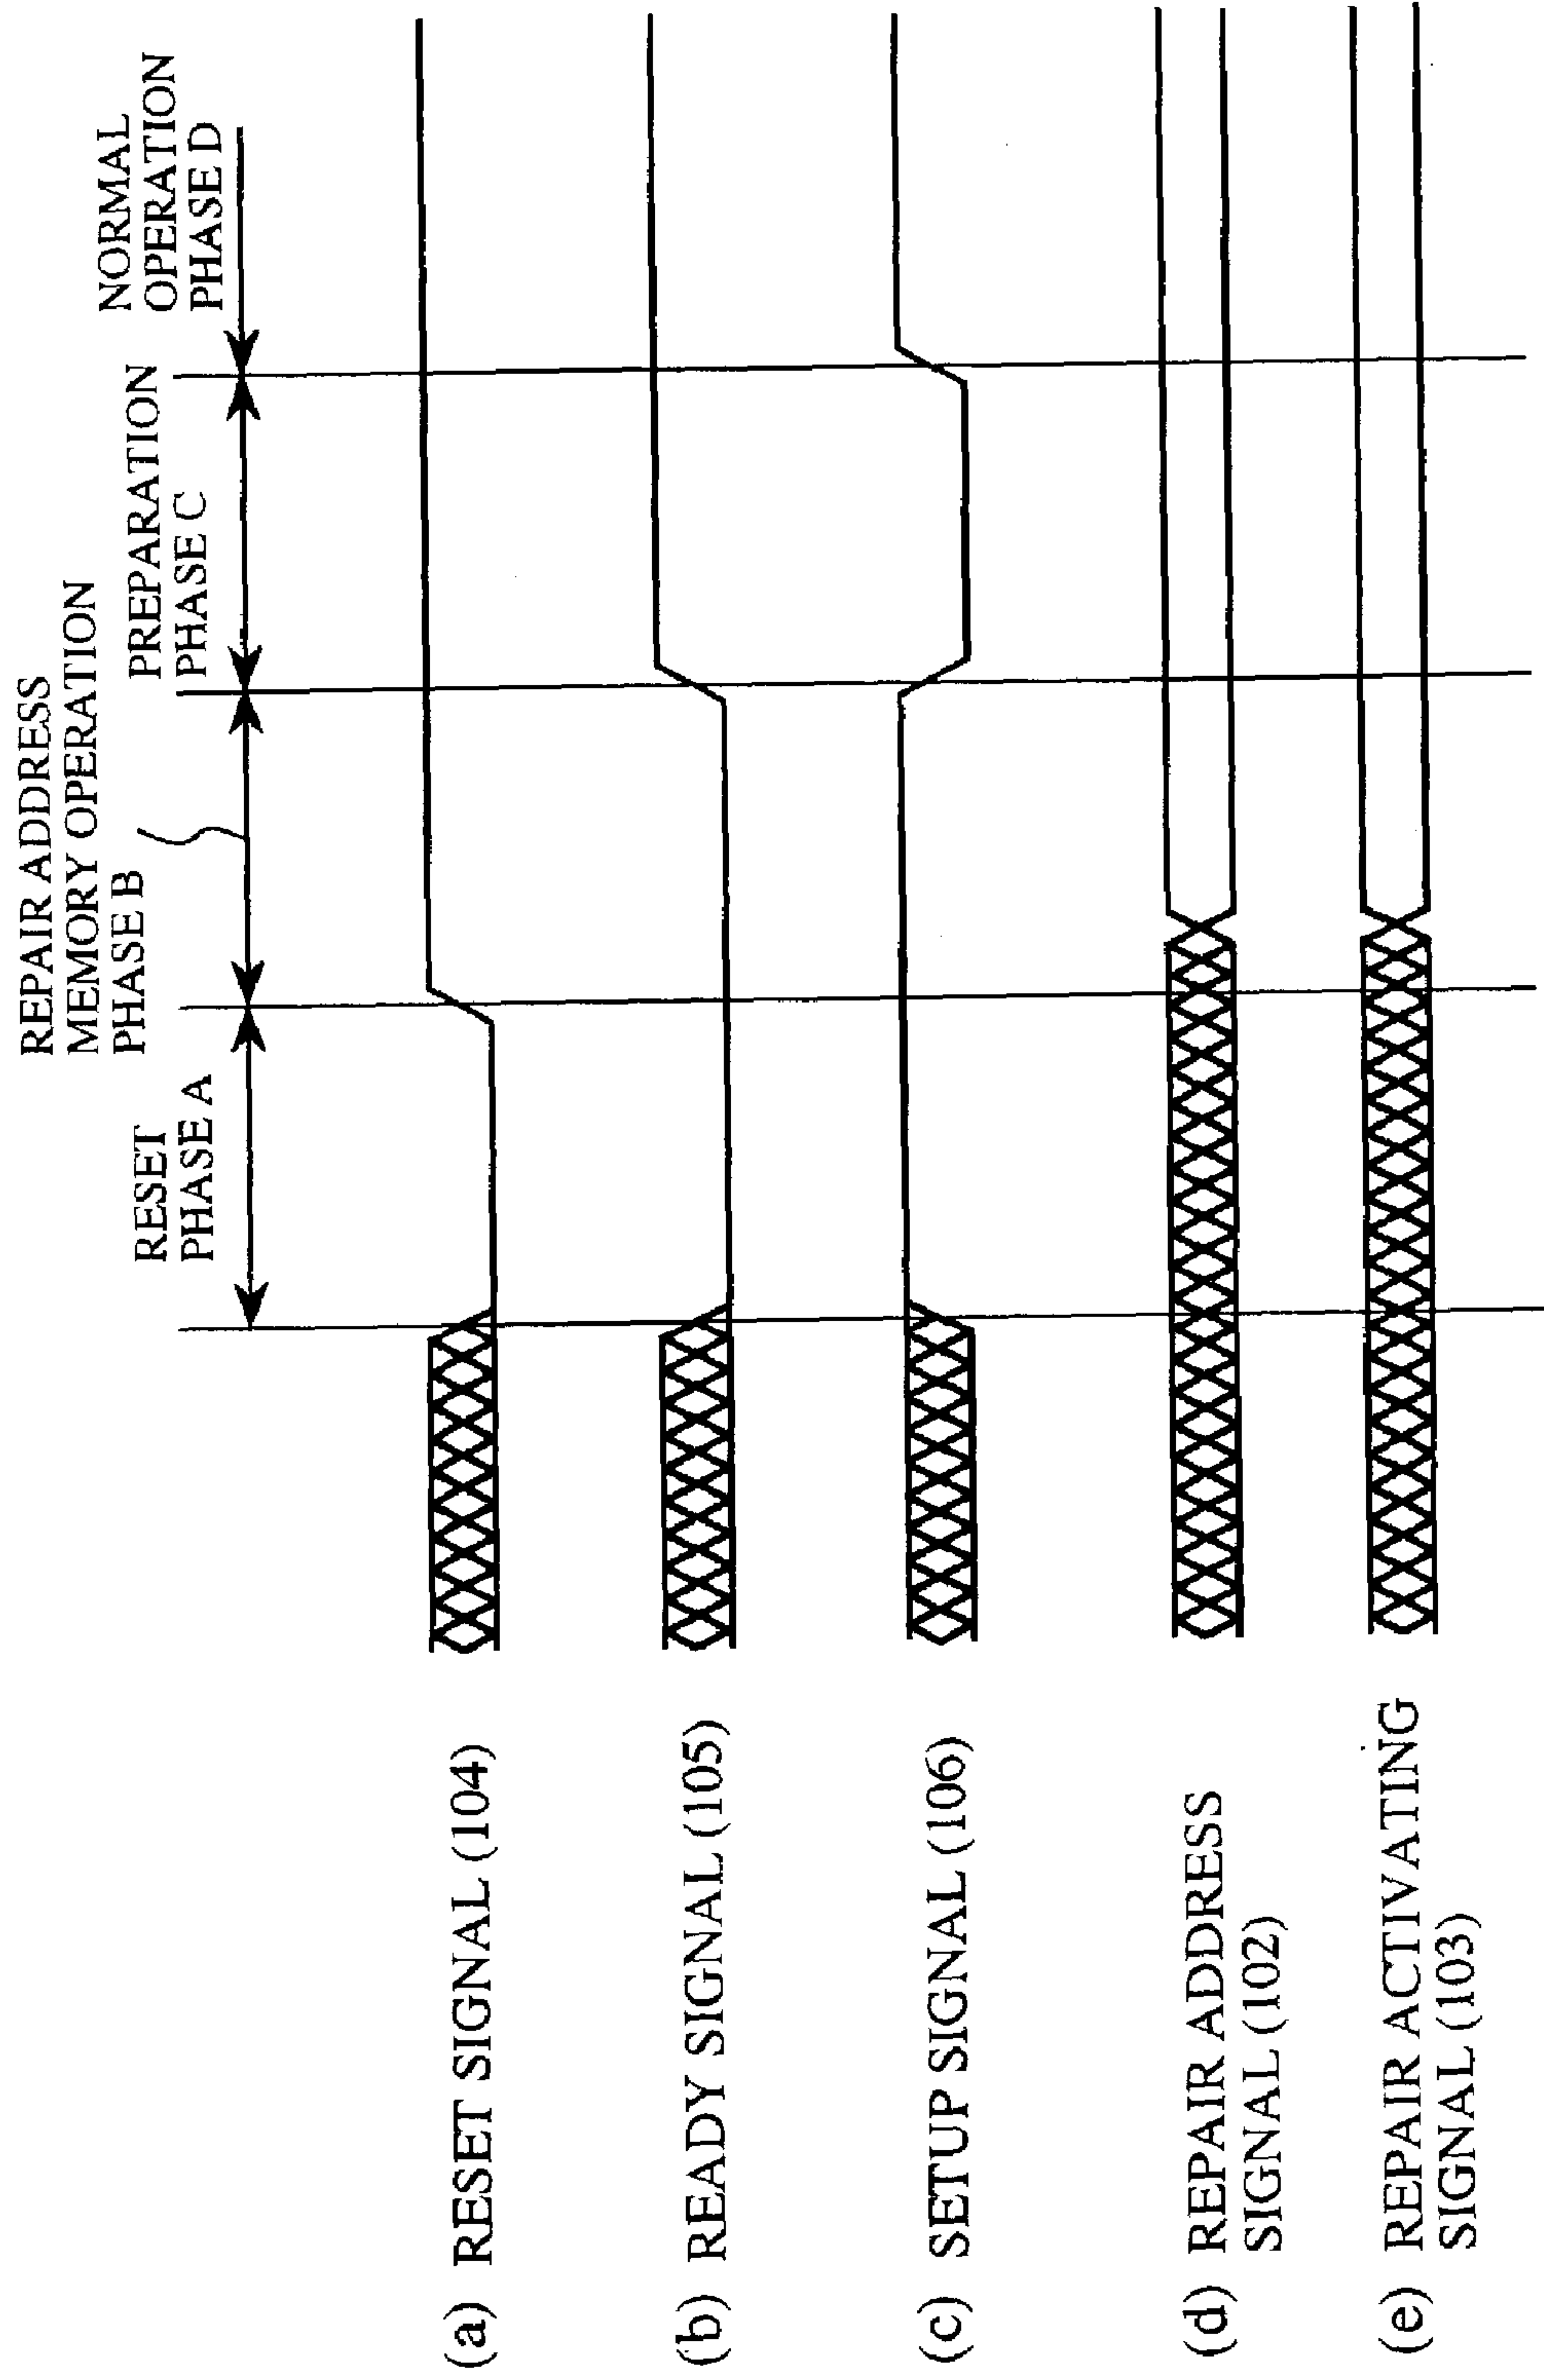 RESET
PHASE A
REPAIR ADDRESS
MEMORY OPERATION
PHASE B
PREPARATION
PHASE C
NORMAL
OPERATION
PHASE D
(a) RESET SIGNAL (104)
(b) READY SIGNAL (105)
(c) SETUP SIGNAL (106)
(d) REPAIR ADDRESS
SIGNAL (102)
(e) REPAIR ACTIVATING
SIGNAL (103)